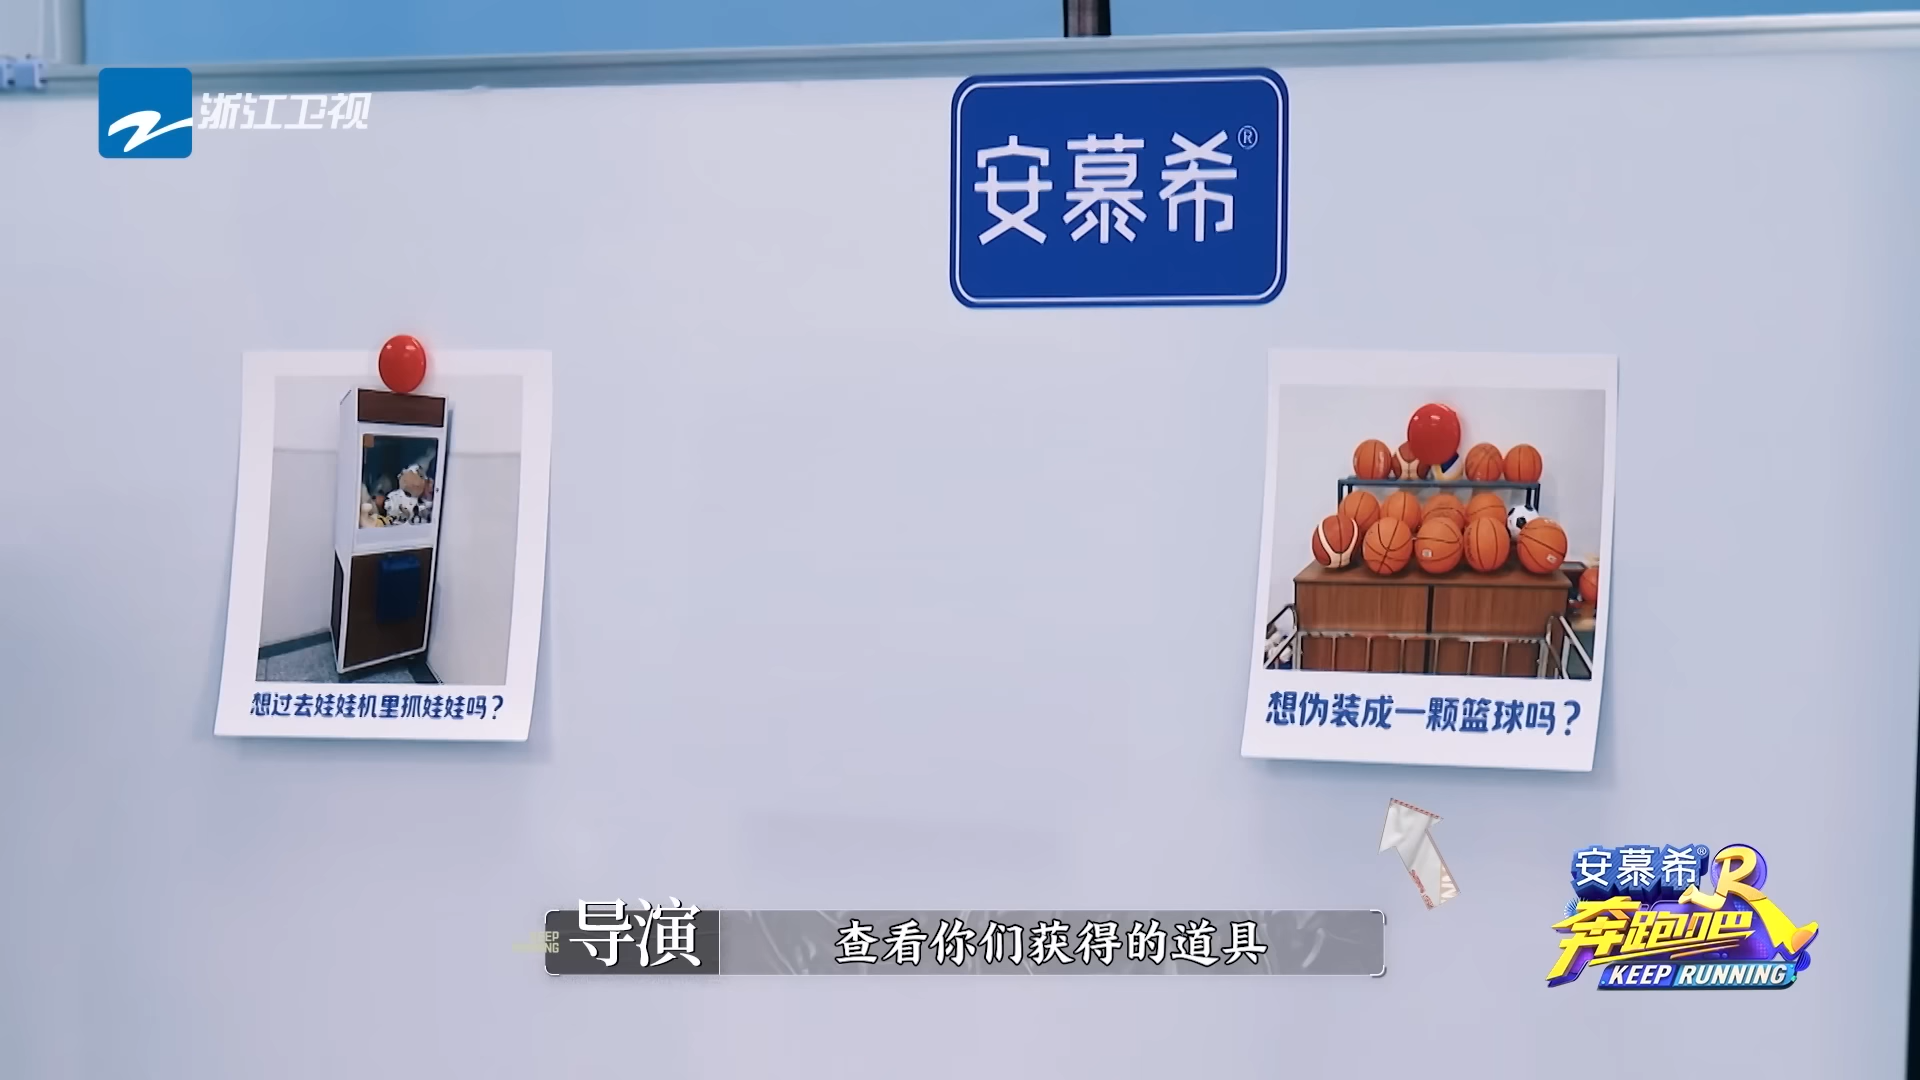 浙江卫视
安慕希®
想过去娃娃机里抓娃娃吗？
想伪装成一颗篮球吗？
安慕希®
奔跑吧
KEEP RUNNING
KEEP
RUNNING
导演
查看你们获得的道具